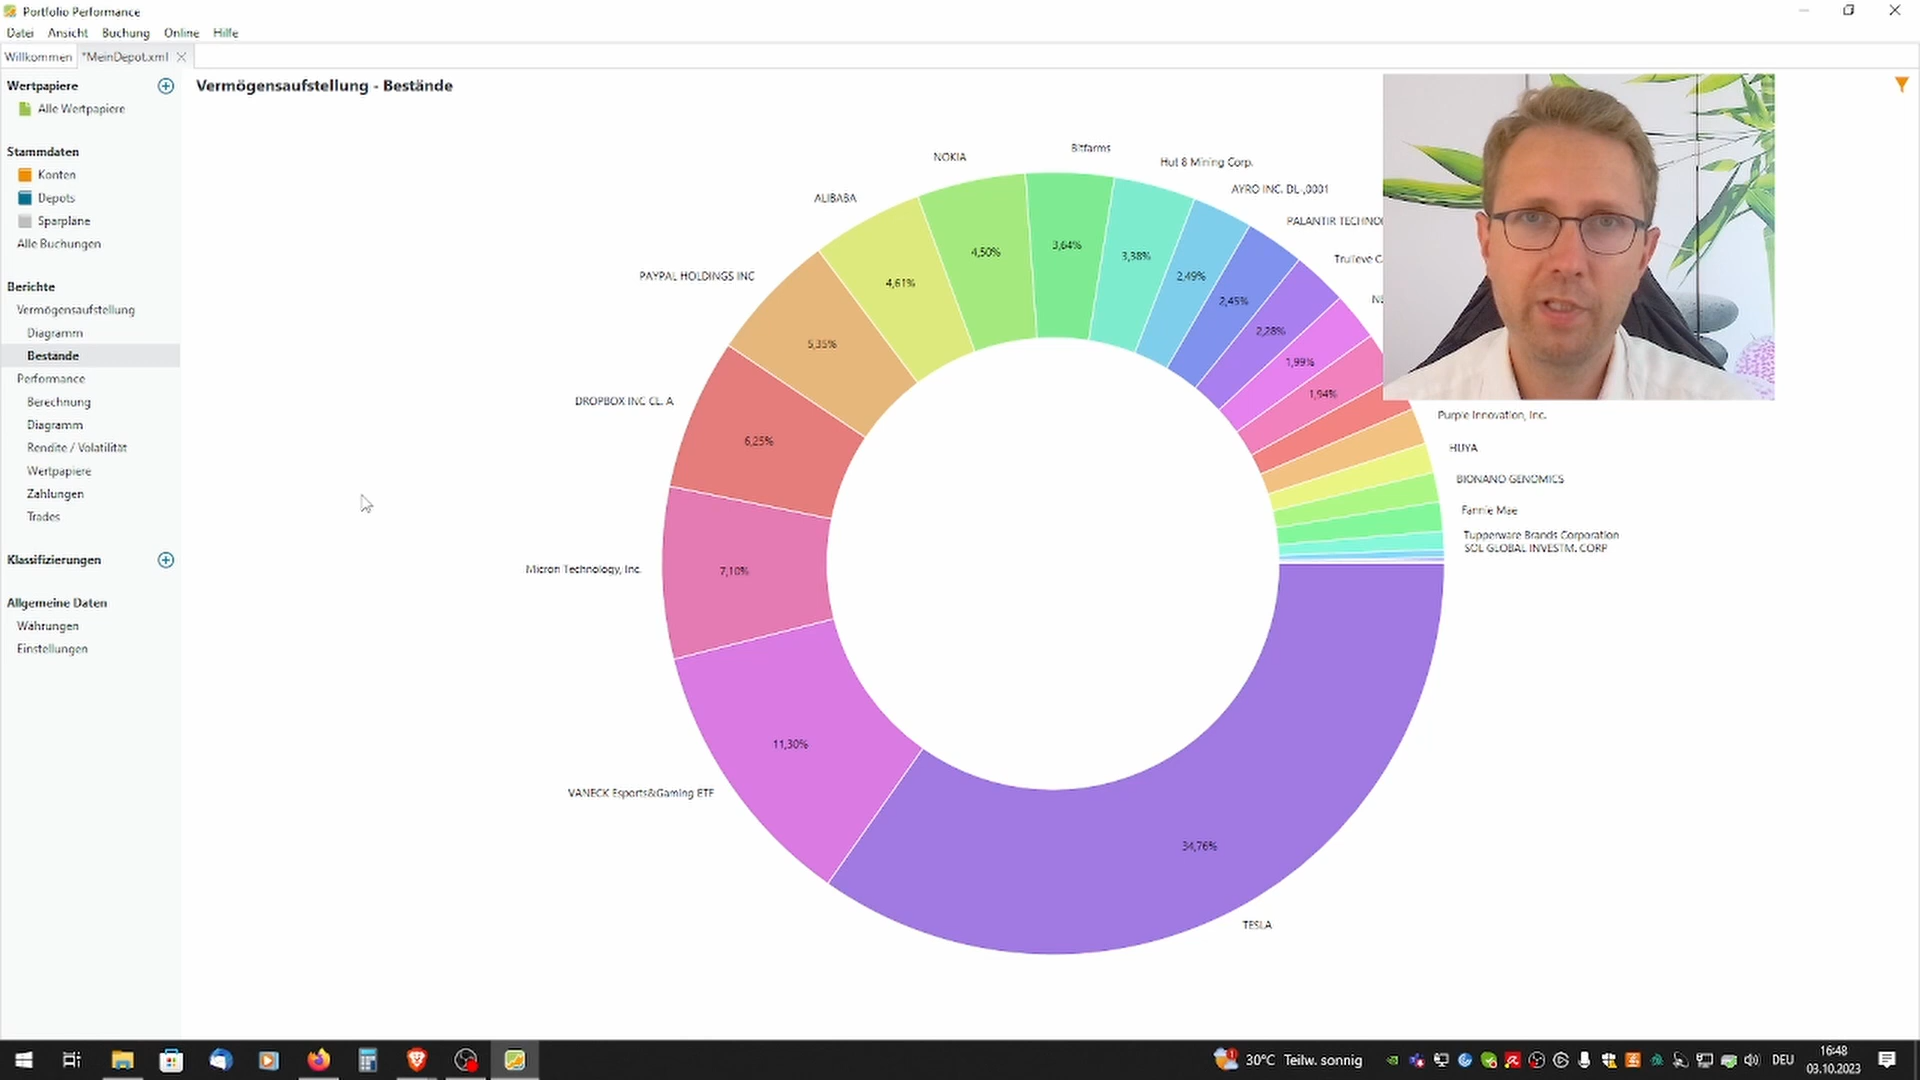 Portfolio Performance
Datei Ansicht Buchung Online Hilfe
Willkommen *MeinDepot.xml
Wertpapiere
Alle Wertpapiere
Stammdaten
Konten
Depots
Sparpläne
Alle Buchungen
Berichte
Vermögensaufstellung
Diagramm
Bestände
Performance
Berechnung
Diagramm
Rendite / Volatilität
Wertpapiere
Zahlungen
Trades
Klassifizierungen
Allgemeine Daten
Währungen
Einstellungen
Vermögensaufstellung - Bestände
Bitfarms
NOKIA
Hut 8 Mining Corp.
AYRO INC. DL-,0001
ALIBABA
PALANTIR
Trulieve
PAYPAL HOLDINGS INC
DROPBOX INC CL. A
Micron Technology, Inc.
VANECK Esports&Gaming ETF
TESLA
Purple Innovation, Inc.
HUYA
BIONANO GENOMICS
Fannie Mae
Tupperware Brands Corporation
SOL GLOBAL INVESTM. CORP
3,64%
4,50%
3,38%
2,49%
4,61%
2,45%
2,28%
5,35%
1,99%
1,94%
6,25%
7,10%
11,30%
34,76%
30°C Teilw. sonnig
DEU
16:48
03.10.2023